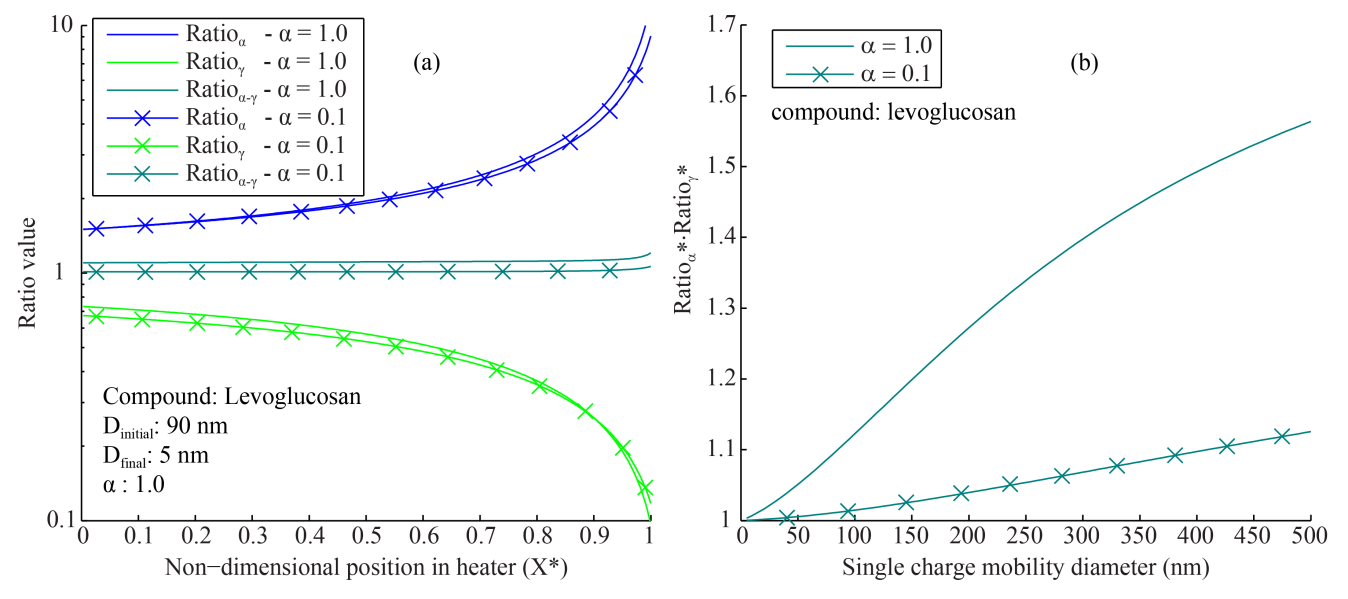 10
1
0.1
Ratio value
Ratioα - α = 1.0
Ratioγ - α = 1.0
Ratioα-γ - α = 1.0
Ratioα - α = 0.1
Ratioγ - α = 0.1
Ratioα-γ - α = 0.1
(a)
Compound: Levoglucosan
Dinitial: 90 nm
Dfinal: 5 nm
α : 1.0
0 0.1 0.2 0.3 0.4 0.5 0.6 0.7 0.8 0.9 1
Non−dimensional position in heater (X*)
1.7
1.6
1.5
1.4
1.3
1.2
1.1
1
Ratioα*·Ratioγ*
α = 1.0
α = 0.1
(b)
compound: levoglucosan
0 50 100 150 200 250 300 350 400 450 500
Single charge mobility diameter (nm)